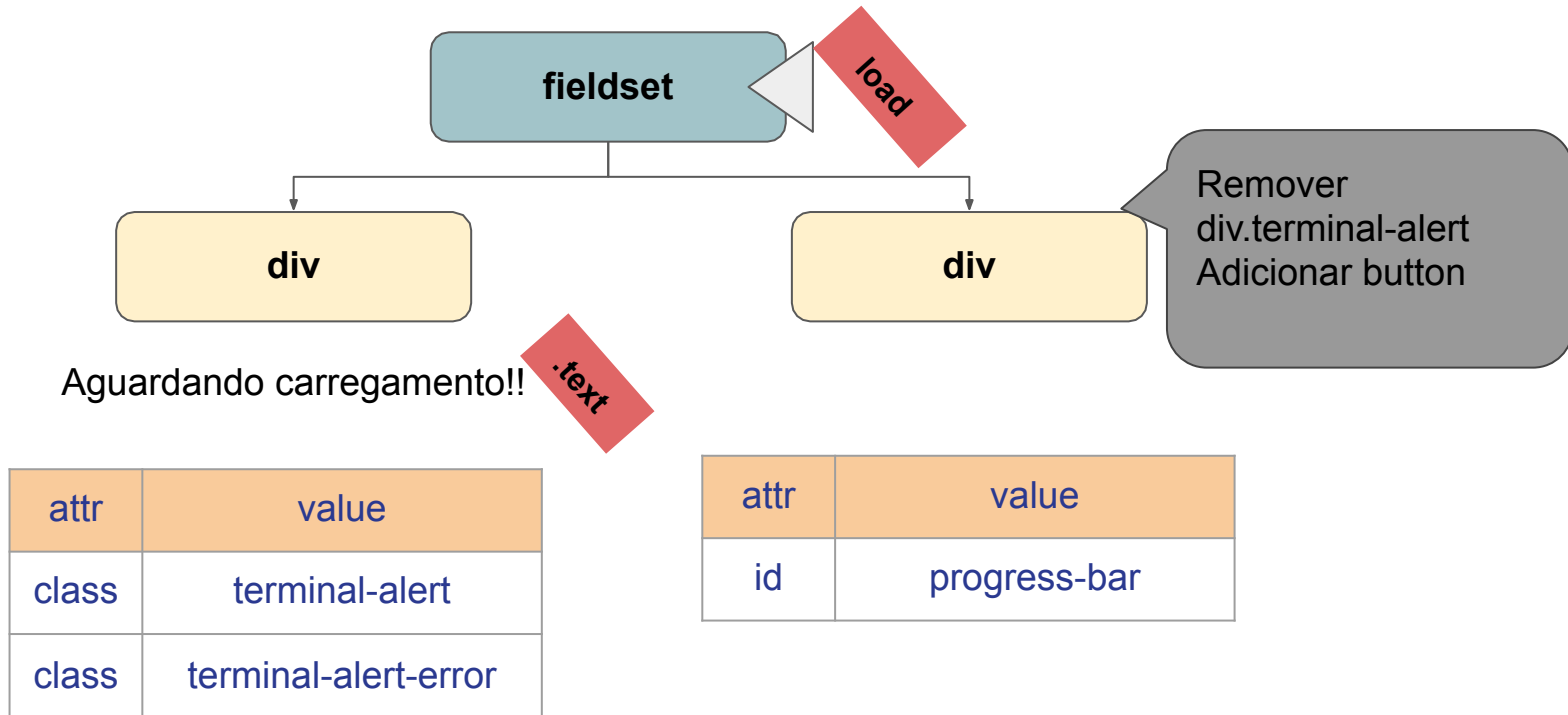 fieldset
load
div
div
Remover
div.terminal-alert
Adicionar button
Aguardando carregamento!!
.text
attr value
class terminal-alert
class terminal-alert-error
attr value
id progress-bar